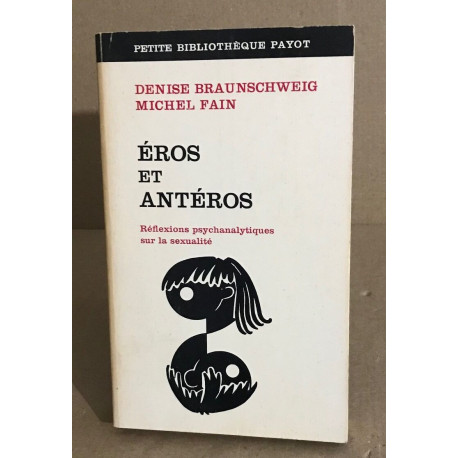 PETITE BIBLIOTHÈQUE PAYOT
DENISE BRAUNSCHWEIG
MICHEL FAIN
ÉROS
ET
ANTÉROS
Réflexions psychanalytiques
sur la sexualité